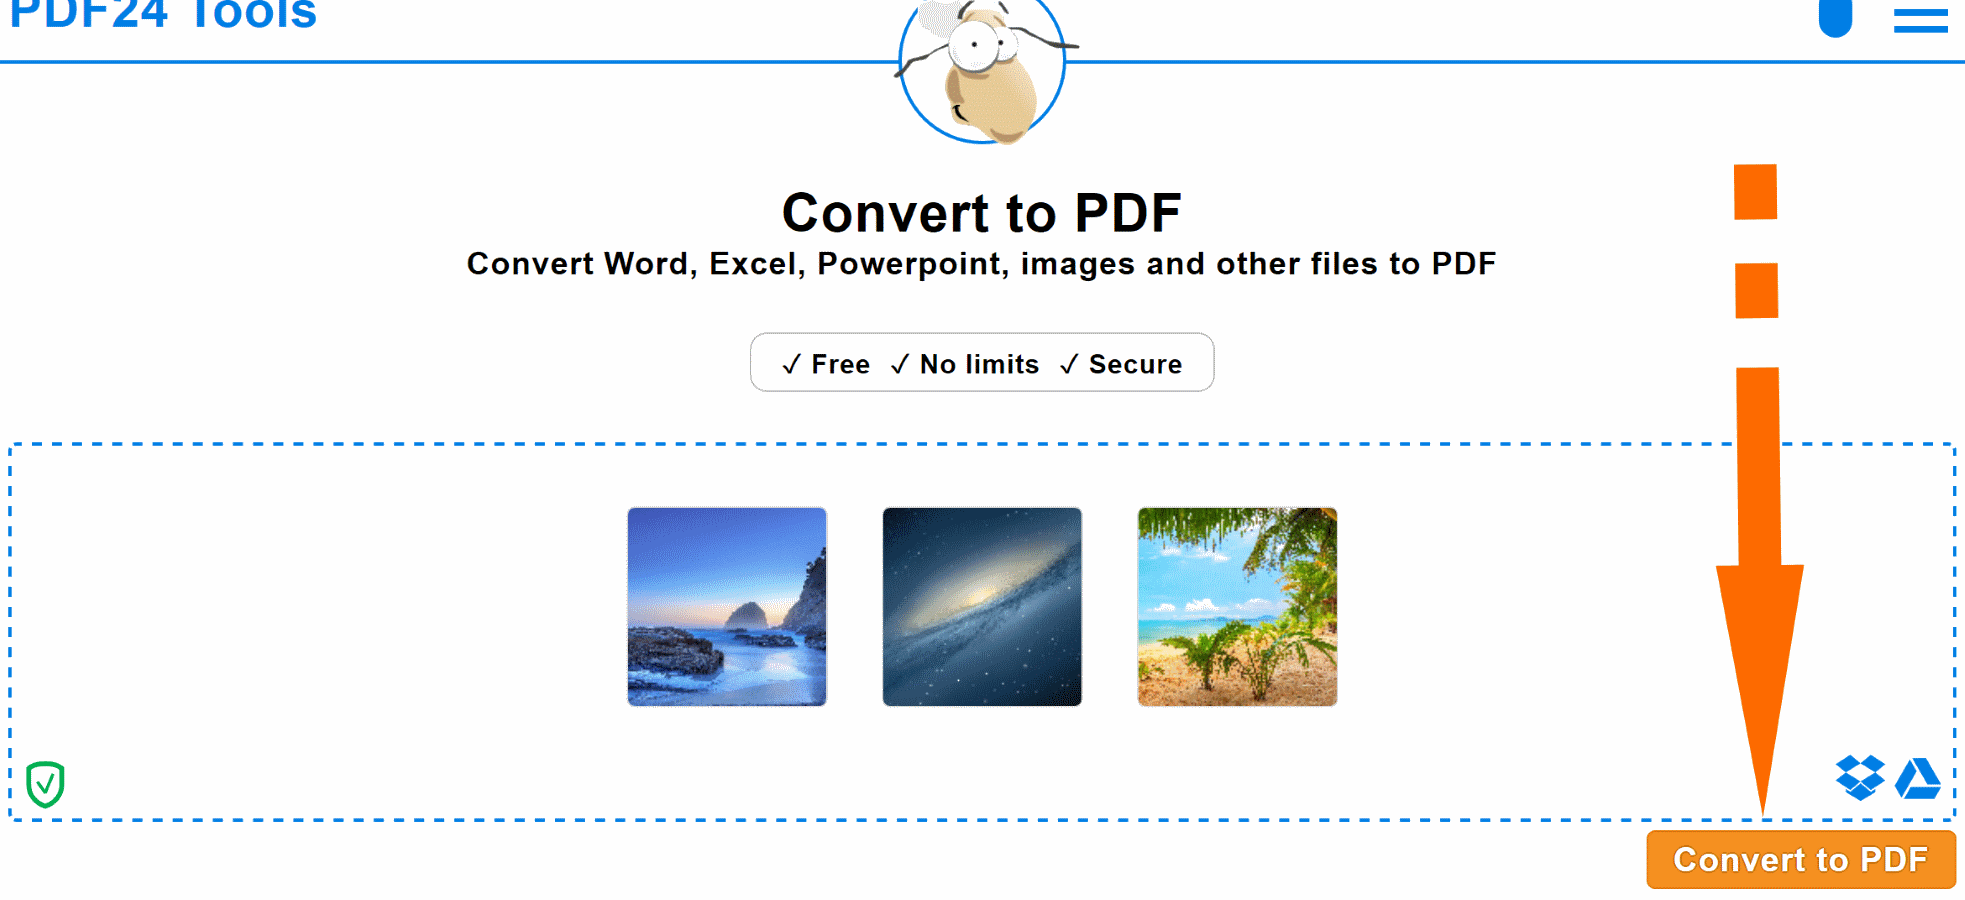 PDF24 Tools
Convert to PDF
Convert Word, Excel, Powerpoint, images and other files to PDF
✓ Free ✓ No limits ✓ Secure
Convert to PDF